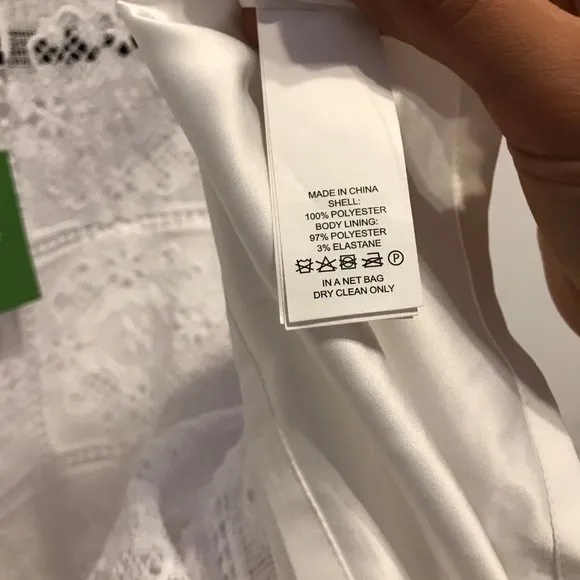 MADE IN CHINA
SHELL:
100% POLYESTER
BODY LINING:
97% POLYESTER
3% ELASTANE
P
IN A NET BAG
DRY CLEAN ONLY